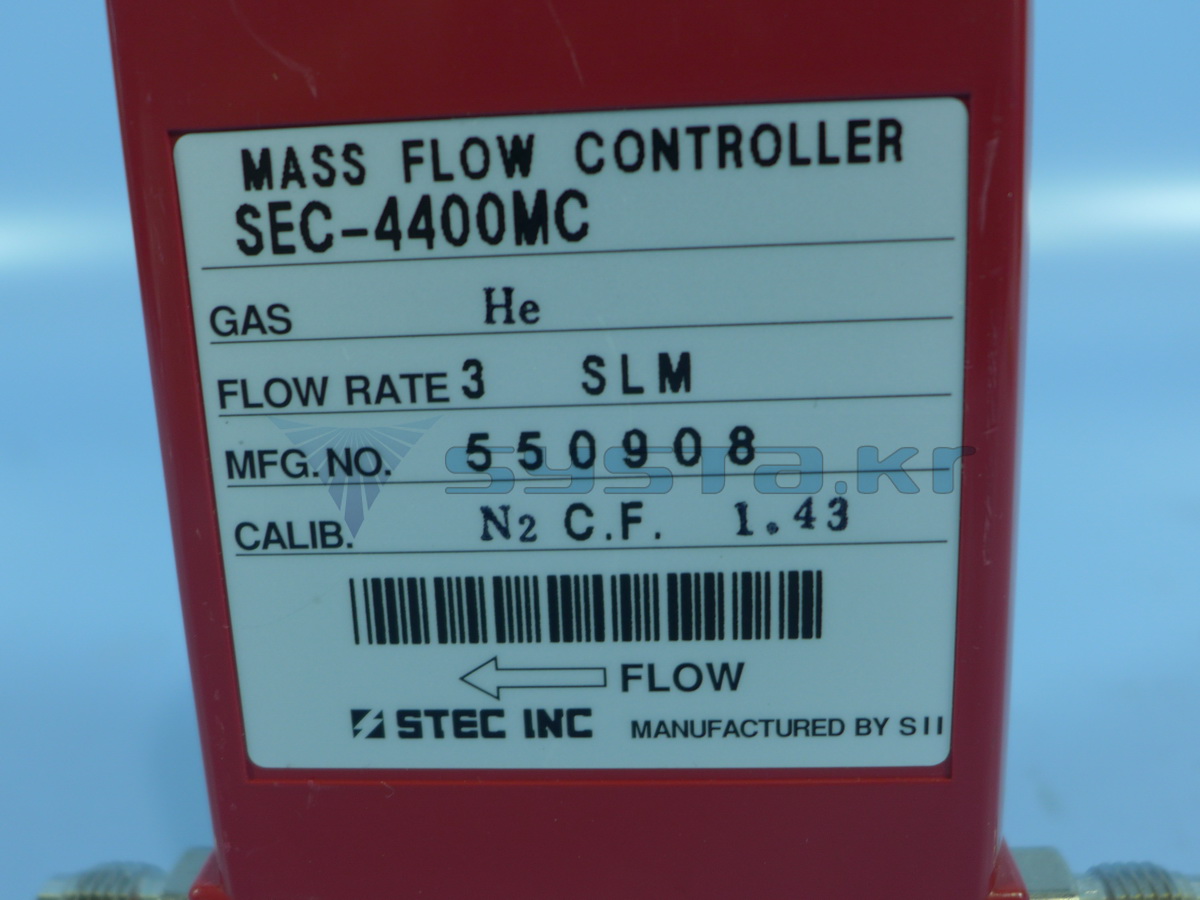 MASS FLOW CONTROLLER
SEC-4400MC
GAS He
FLOW RATE 3 SLM
MFG.NO. 550908
systa.kr
CALIB. N2 C.F. 1.43
FLOW
STEC INC MANUFACTURED BY SII